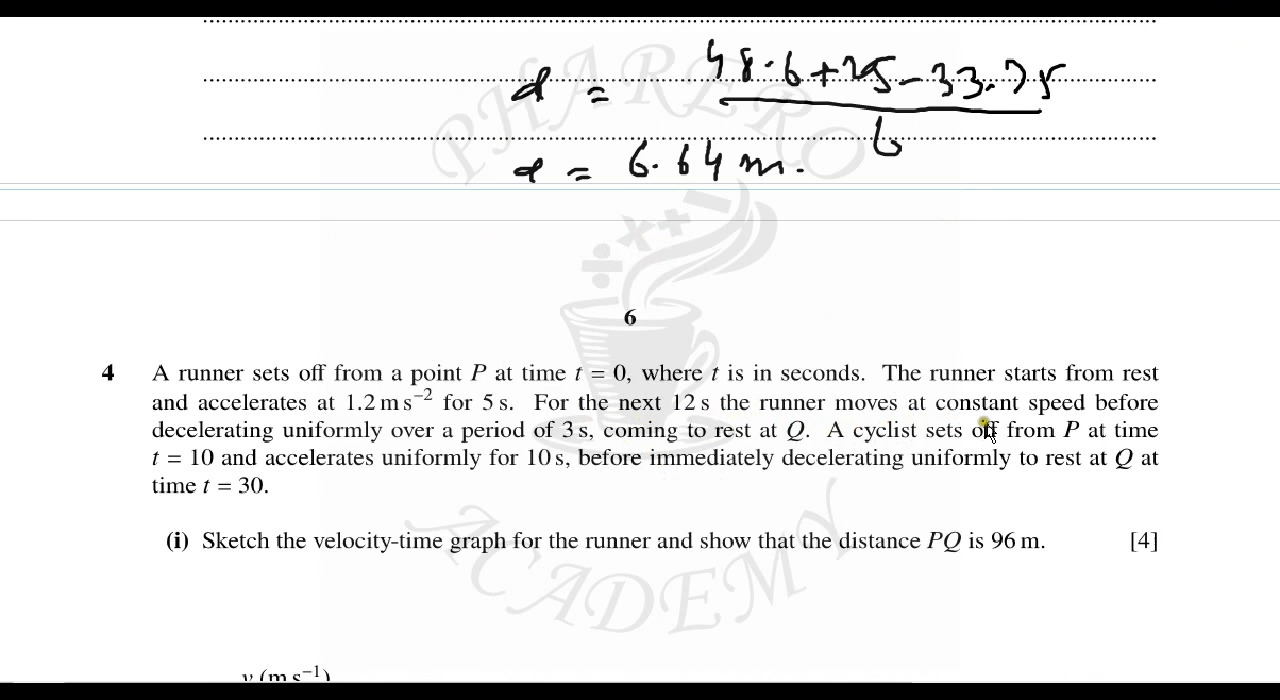 d = 48.6+25-33.75
6
d = 6.64 m.
PHARERO
6
4 A runner sets off from a point P at time t = 0, where t is in seconds. The runner starts from rest
and accelerates at 1.2 m s⁻² for 5 s. For the next 12 s the runner moves at constant speed before
decelerating uniformly over a period of 3 s, coming to rest at Q. A cyclist sets off from P at time
t = 10 and accelerates uniformly for 10 s, before immediately decelerating uniformly to rest at Q at
time t = 30.
(i) Sketch the velocity-time graph for the runner and show that the distance PQ is 96 m. [4]
ACADEMY
v (m s⁻¹)